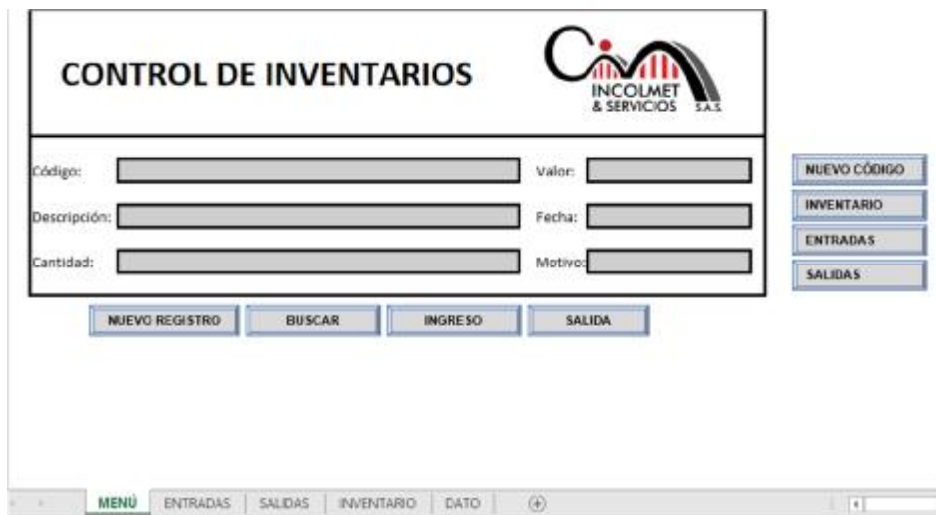 CONTROL DE INVENTARIOS
Cim
INCOLMET
& SERVICIOS S.A.S.
Código: Valor:
Descripción: Fecha:
Cantidad: Motivo:
NUEVO CÓDIGO
INVENTARIO
ENTRADAS
SALIDAS
NUEVO REGISTRO BUSCAR INGRESO SALIDA
MENÚ ENTRADAS SALIDAS INVENTARIO DATO